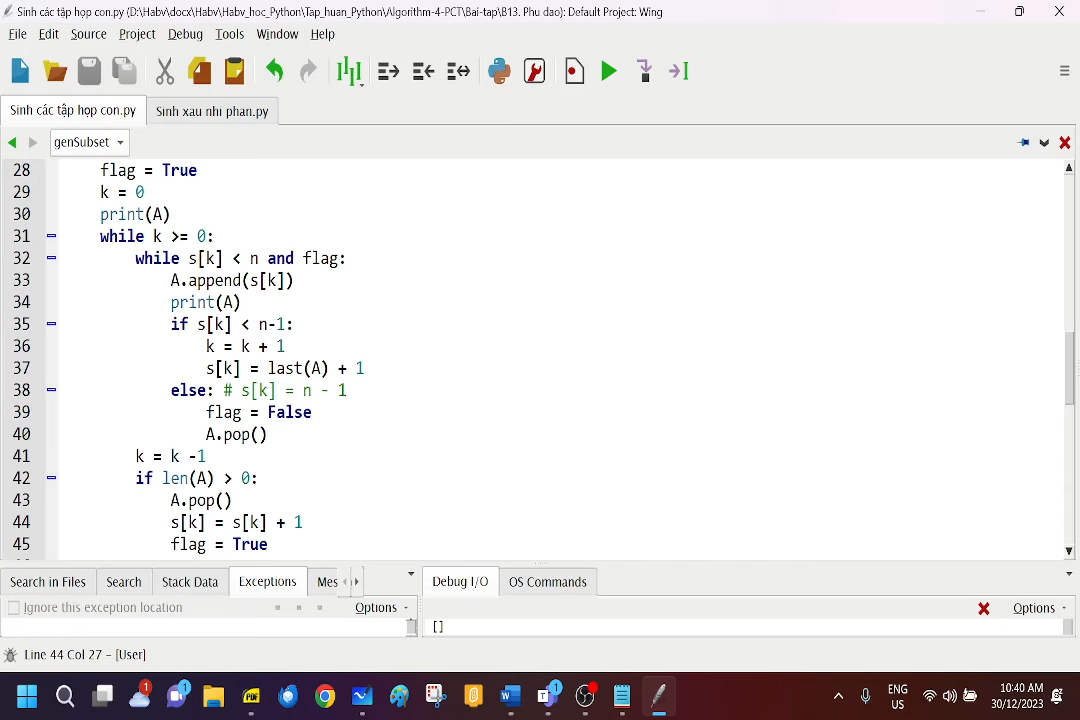 Sinh các tập họp con.py (D:\Habv\docx\Habv\Habv_hoc_Python\Tap_huan_Python\Algorithm-4-PCT\Bai-tap\B13. Phu dao): Default Project: Wing
File Edit Source Project Debug Tools Window Help
Sinh các tập họp con.py Sinh xau nhi phan.py
genSubset
28 flag = True
29 k = 0
30 print(A)
31 while k >= 0:
32 while s[k] < n and flag:
33 A.append(s[k])
34 print(A)
35 if s[k] < n-1:
36 k = k + 1
37 s[k] = last(A) + 1
38 else: # s[k] = n - 1
39 flag = False
40 A.pop()
41 k = k -1
42 if len(A) > 0:
43 A.pop()
44 s[k] = s[k] + 1
45 flag = True
Search in Files Search Stack Data Exceptions Mes Debug I/O OS Commands
Ignore this exception location Options Options
[]
Line 44 Col 27 – [User]
ENG
US
10:40 AM
30/12/2023